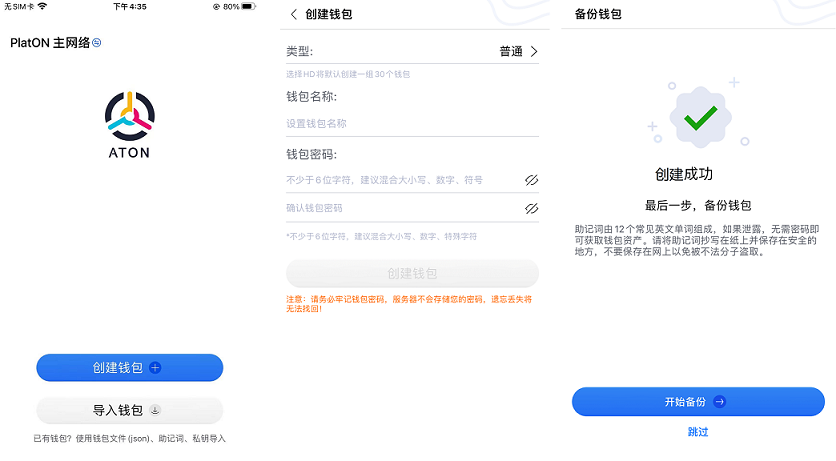 无SIM卡 下午4:35 80%
PlatON 主网络
ATON
创建钱包
导入钱包
已有钱包？使用钱包文件(json)、助记词、私钥导入
创建钱包
类型: 普通
选择HD将默认创建一组30个钱包
钱包名称:
设置钱包名称
钱包密码:
不少于6位字符，建议混合大小写、数字、符号
确认钱包密码
*不少于6位字符，建议混合大小写、数字、特殊字符
创建钱包
注意：请务必牢记钱包密码，服务器不会存储您的密码，遗忘丢失将
无法找回！
备份钱包
创建成功
最后一步，备份钱包
助记词由12个常见英文单词组成，如果泄露，无需密码即
可获取钱包资产。请将助记词抄写在纸上并保存在安全的
地方，不要保存在网上以免被不法分子盗取。
开始备份
跳过